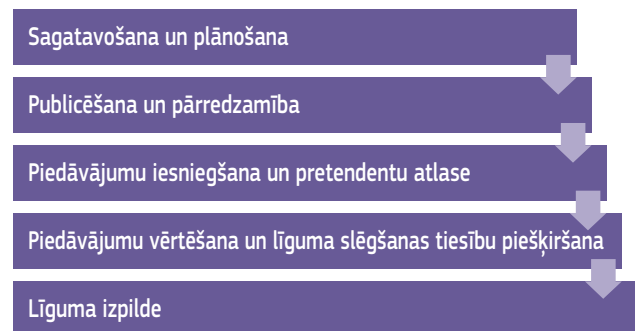 Sagatavošana un plānošana
Publicēšana un pārredzamība
Piedāvājumu iesniegšana un pretendentu atlase
Piedāvājumu vērtēšana un līguma slēgšanas tiesību piešķiršana
Līguma izpilde